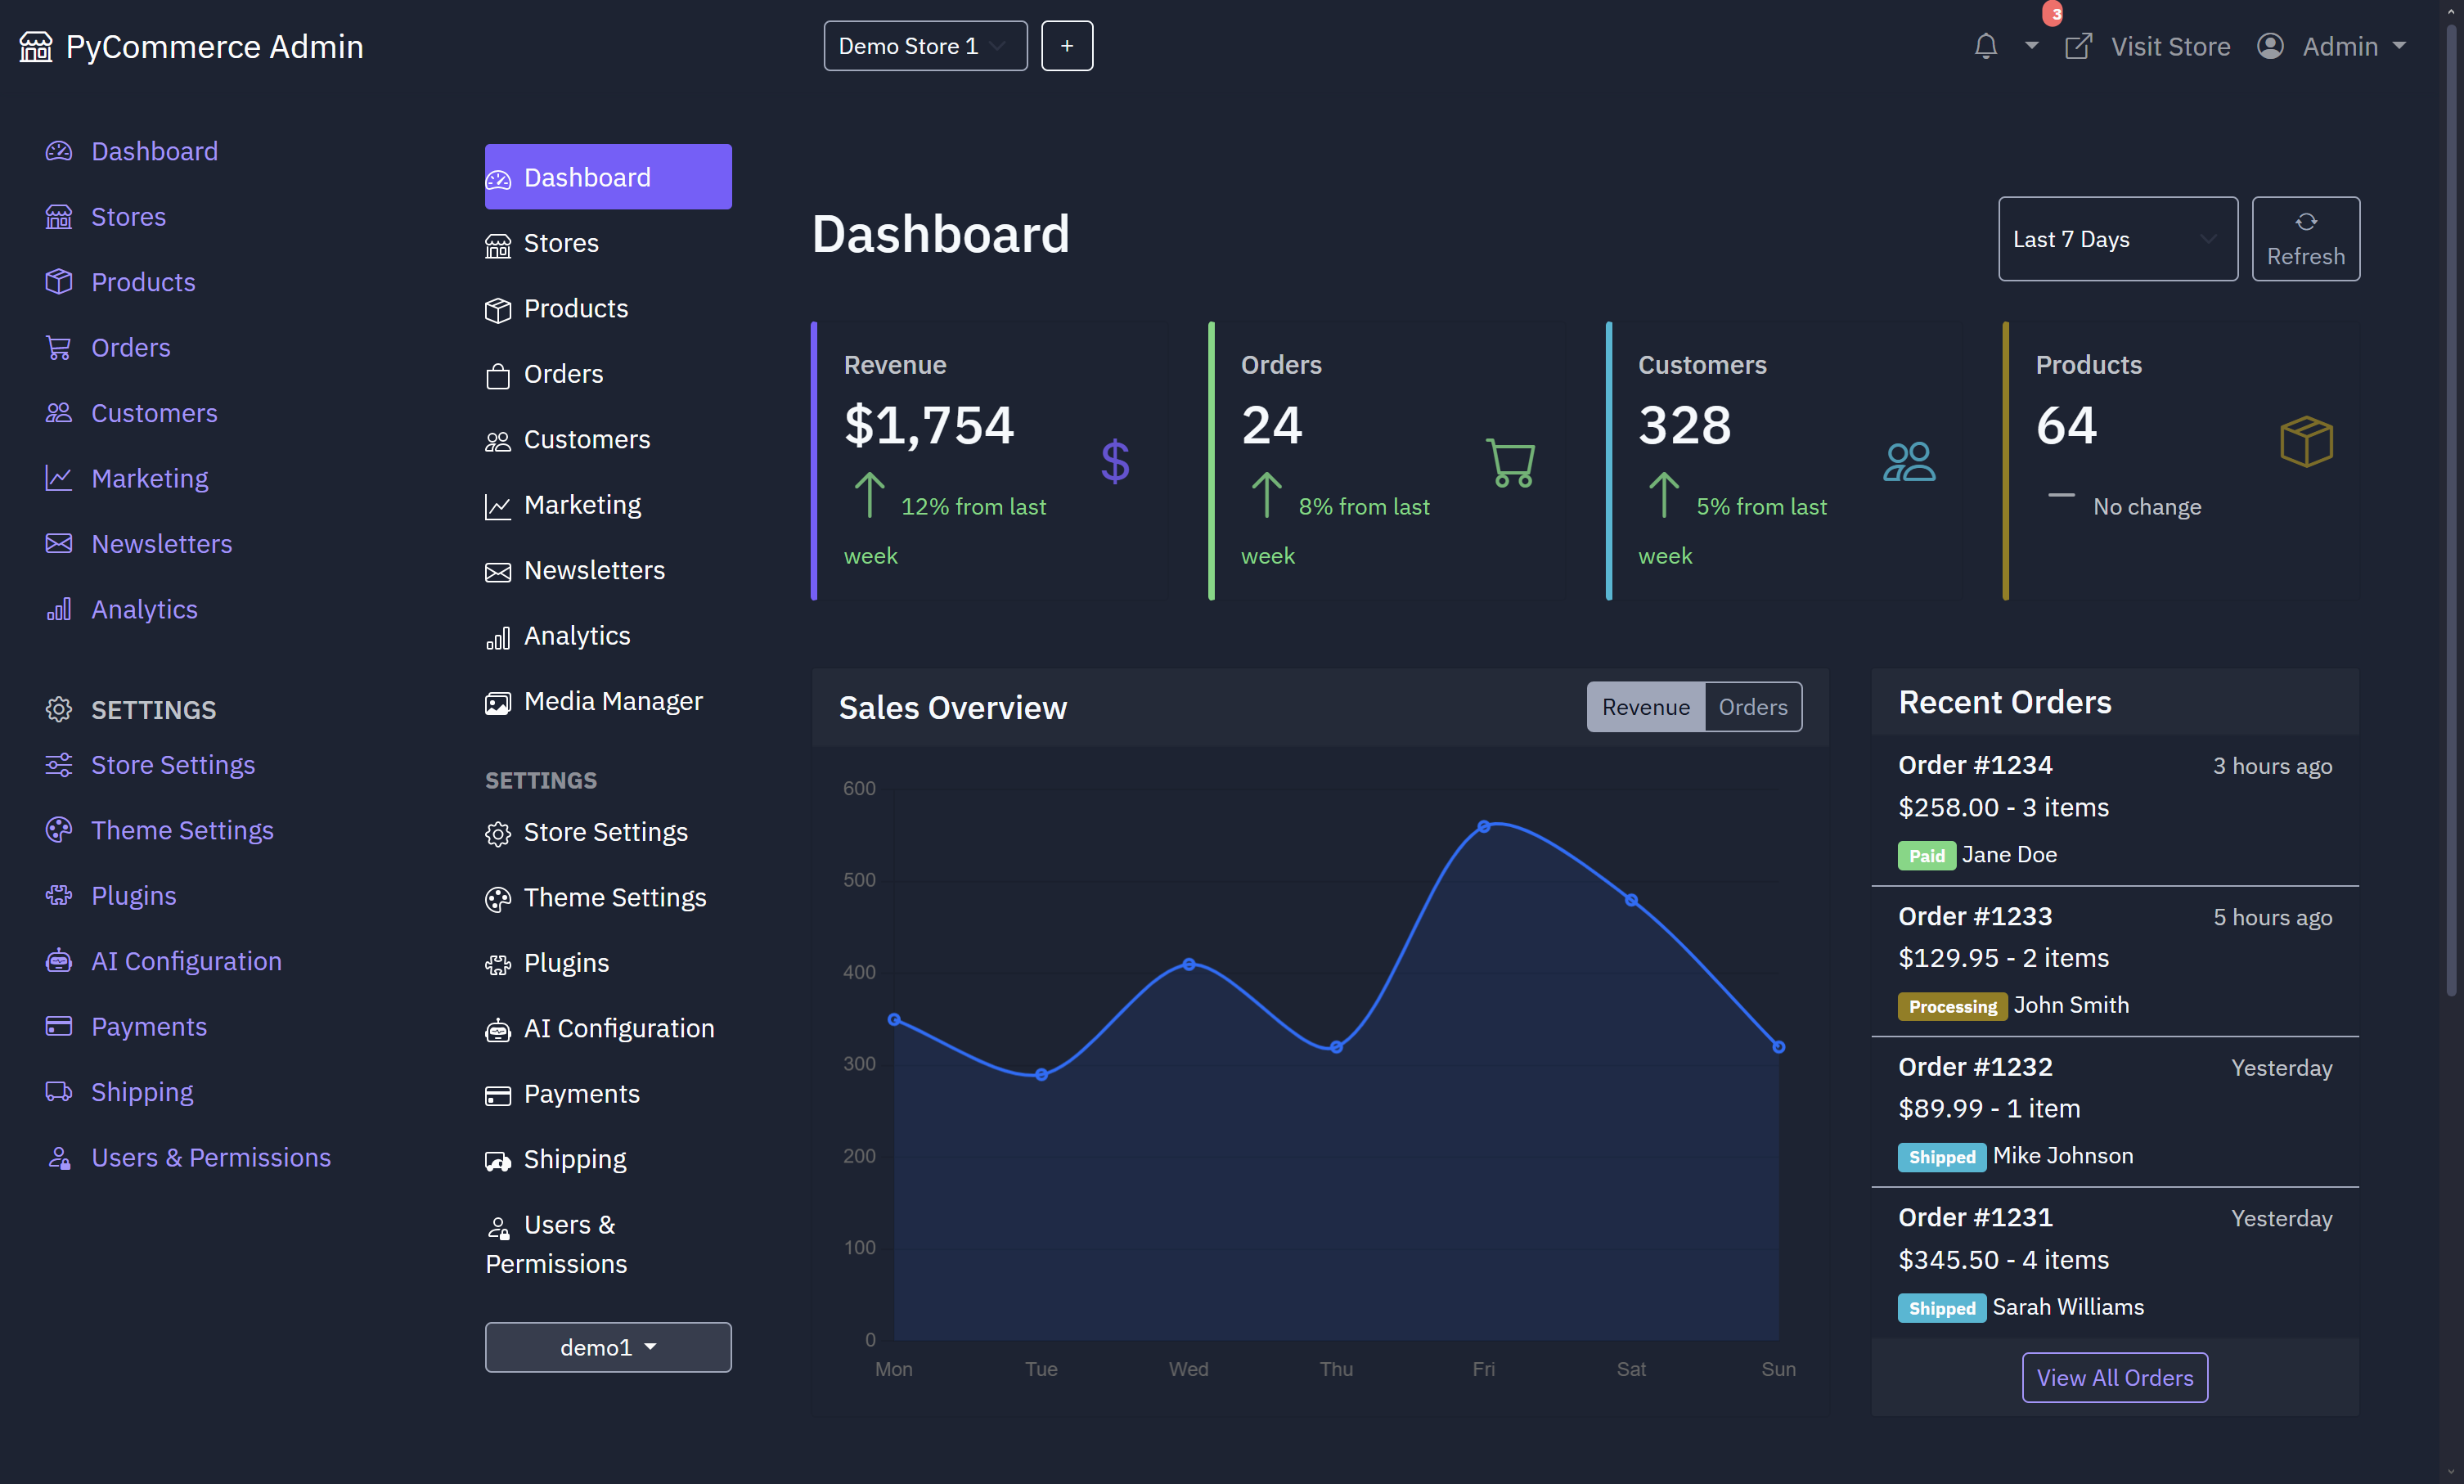 PyCommerce Admin
Demo Store 1
+
3
Visit Store
Admin
Dashboard
Stores
Products
Orders
Customers
Marketing
Newsletters
Analytics
SETTINGS
Store Settings
Theme Settings
Plugins
AI Configuration
Payments
Shipping
Users & Permissions
Dashboard
Stores
Products
Orders
Customers
Marketing
Newsletters
Analytics
Media Manager
SETTINGS
Store Settings
Theme Settings
Plugins
AI Configuration
Payments
Shipping
Users &
Permissions
demo1
Dashboard
Last 7 Days
Refresh
Revenue
$1,754
12% from last
week
$
Orders
24
8% from last
week
Customers
328
5% from last
week
Products
64
No change
Sales Overview
Revenue
Orders
600
500
400
300
200
100
0
Mon
Tue
Wed
Thu
Fri
Sat
Sun
Recent Orders
Order #1234
3 hours ago
$258.00 - 3 items
Paid Jane Doe
Order #1233
5 hours ago
$129.95 - 2 items
Processing John Smith
Order #1232
Yesterday
$89.99 - 1 item
Shipped Mike Johnson
Order #1231
Yesterday
$345.50 - 4 items
Shipped Sarah Williams
View All Orders